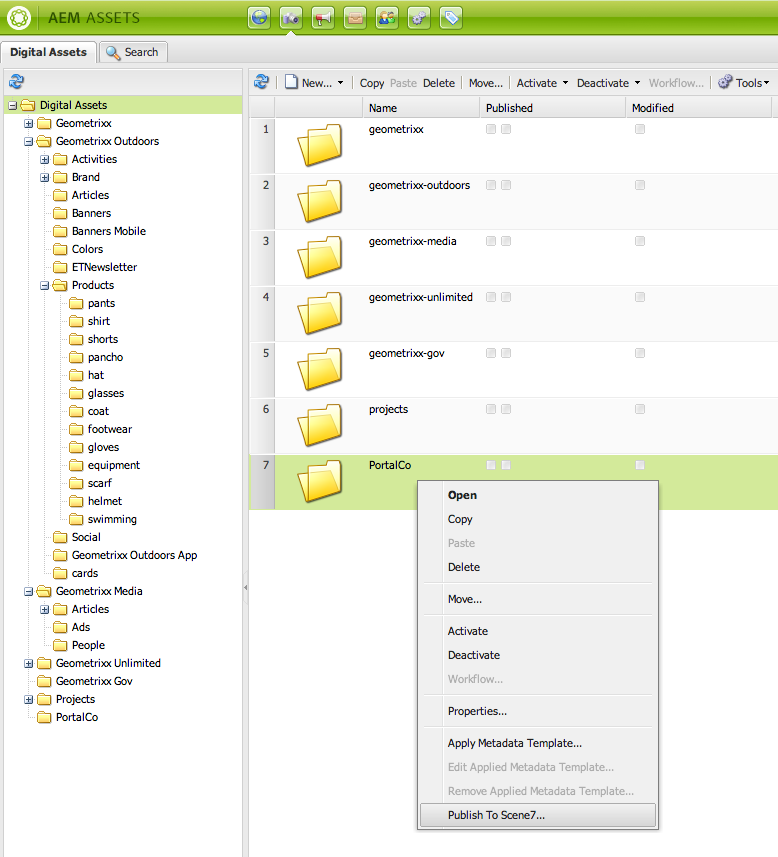 AEM ASSETS
Digital Assets
Search
New...
Copy
Paste
Delete
Move...
Activate
Deactivate
Workflow...
Tools
Digital Assets
Geometrixx
Geometrixx Outdoors
Activities
Brand
Articles
Banners
Banners Mobile
Colors
ETNewsletter
Products
pants
shirt
shorts
pancho
hat
glasses
coat
footwear
gloves
equipment
scarf
helmet
swimming
Social
Geometrixx Outdoors App
cards
Geometrixx Media
Articles
Ads
People
Geometrixx Unlimited
Geometrixx Gov
Projects
PortalCo
Name Published Modified
1 geometrixx
2 geometrixx-outdoors
3 geometrixx-media
4 geometrixx-unlimited
5 geometrixx-gov
6 projects
7 PortalCo
Open
Copy
Paste
Delete
Move...
Activate
Deactivate
Workflow...
Properties...
Apply Metadata Template...
Edit Applied Metadata Template...
Remove Applied Metadata Template...
Publish To Scene7...